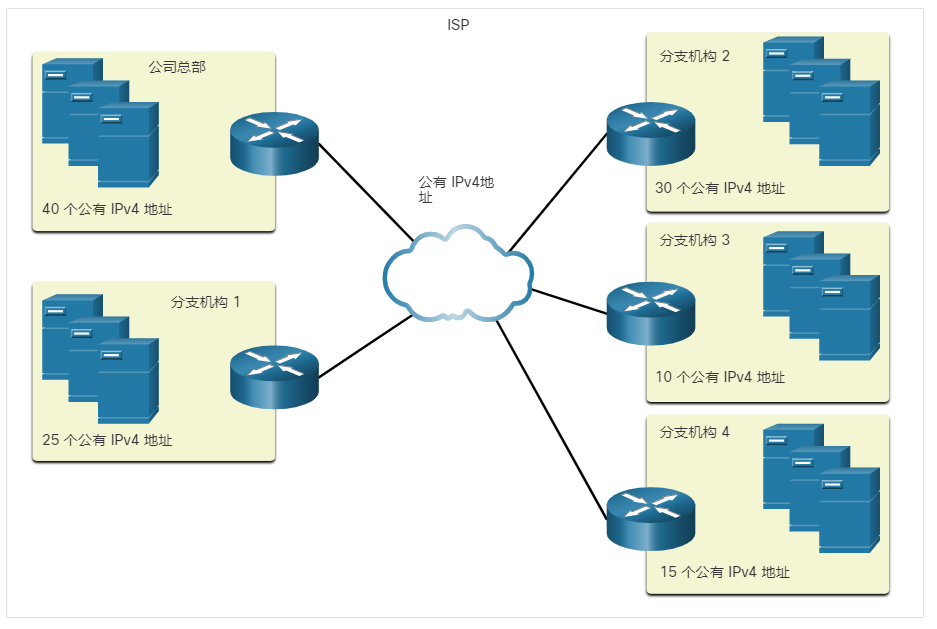 ISP
公司总部
40 个公有 IPv4 地址
分支机构 1
25 个公有 IPv4 地址
公有 IPv4地
址
分支机构 2
30 个公有 IPv4 地址
分支机构 3
10 个公有 IPv4 地址
分支机构 4
15 个公有 IPv4 地址